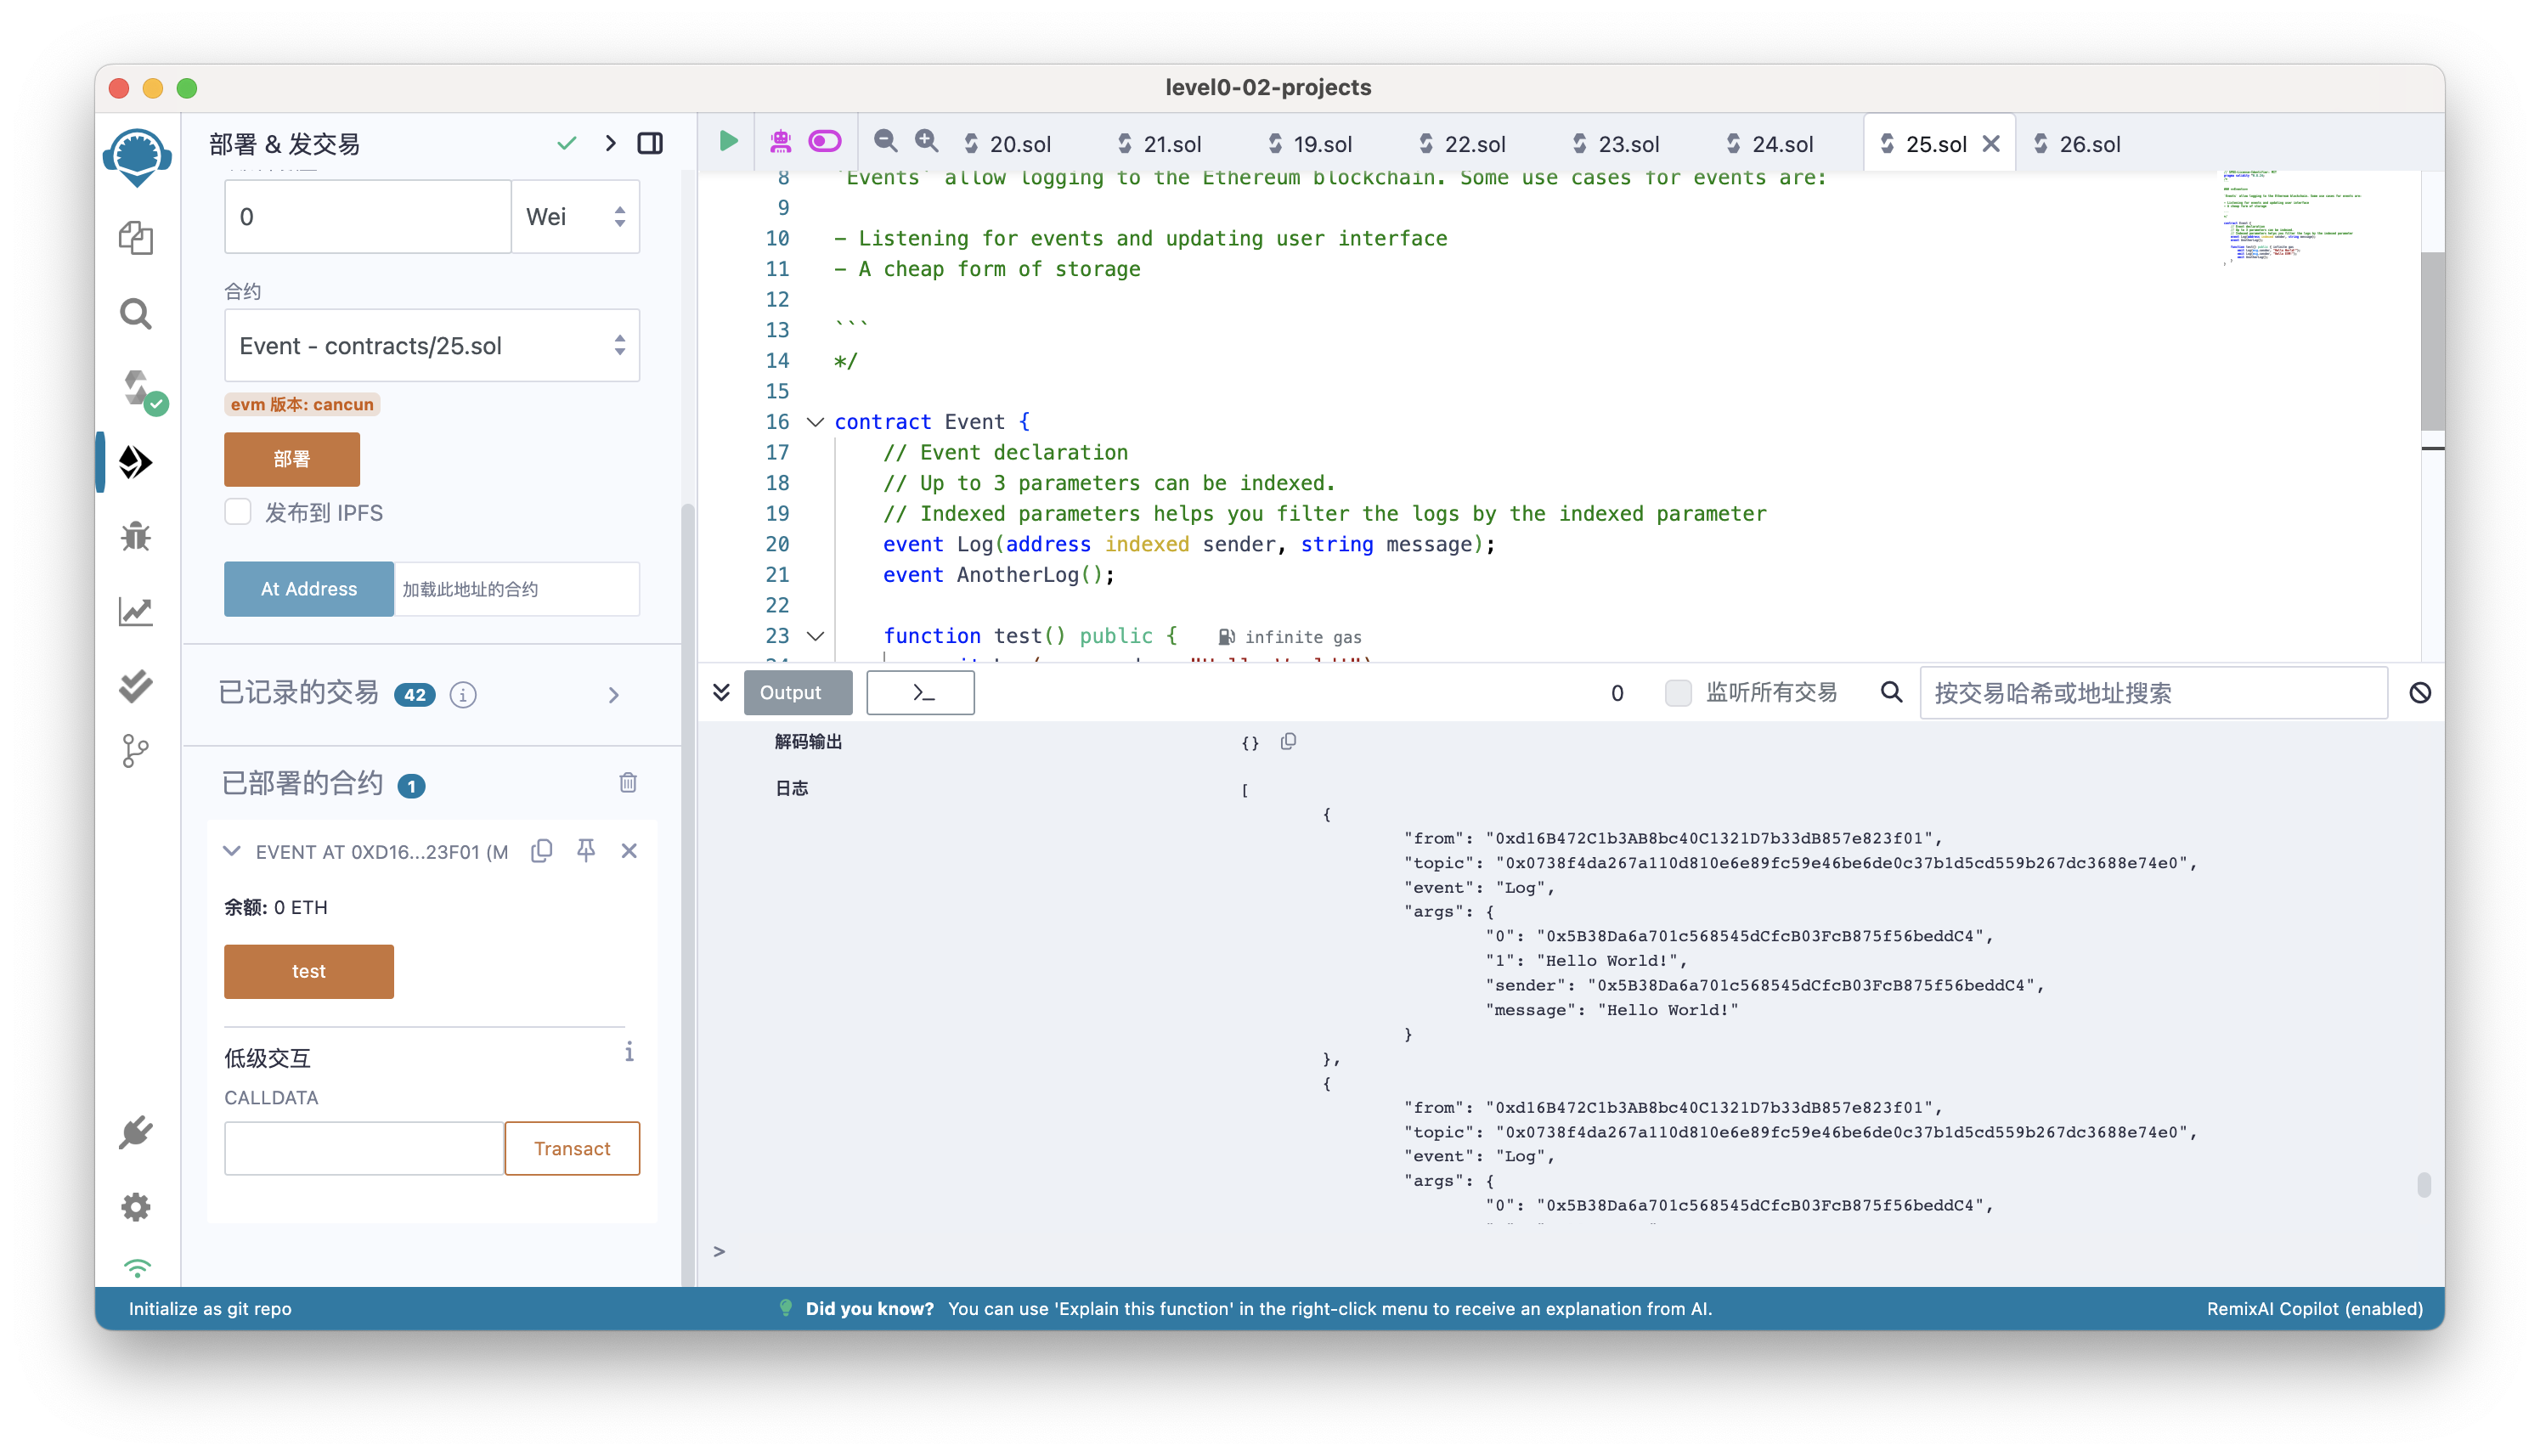 level0-02-projects
部署 & 发交易
0
Wei
合约
Event - contracts/25.sol
evm 版本: cancun
部署
发布到 IPFS
At Address
加载此地址的合约
已记录的交易 42
已部署的合约 1
EVENT AT 0XD16...23F01 (M
余额: 0 ETH
test
低级交互
CALLDATA
Transact
20.sol
21.sol
19.sol
22.sol
23.sol
24.sol
25.sol
26.sol
8 `Events` allow logging to the Ethereum blockchain. Some use cases for events are:
9
10 - Listening for events and updating user interface
11 - A cheap form of storage
12
13 ```
14 */
15
16 contract Event {
17 // Event declaration
18 // Up to 3 parameters can be indexed.
19 // Indexed parameters helps you filter the logs by the indexed parameter
20 event Log(address indexed sender, string message);
21 event AnotherLog();
22
23 function test() public { infinite gas
Output
>_
0
监听所有交易
按交易哈希或地址搜索
解码输出 {}
日志 [
{
"from": "0xd16B472C1b3AB8bc40C1321D7b33dB857e823f01",
"topic": "0x0738f4da267a110d810e6e89fc59e46be6de0c37b1d5cd559b267dc3688e74e0",
"event": "Log",
"args": {
"0": "0x5B38Da6a701c568545dCfcB03FcB875f56beddC4",
"1": "Hello World!",
"sender": "0x5B38Da6a701c568545dCfcB03FcB875f56beddC4",
"message": "Hello World!"
}
},
{
"from": "0xd16B472C1b3AB8bc40C1321D7b33dB857e823f01",
"topic": "0x0738f4da267a110d810e6e89fc59e46be6de0c37b1d5cd559b267dc3688e74e0",
"event": "Log",
"args": {
"0": "0x5B38Da6a701c568545dCfcB03FcB875f56beddC4",
>
Initialize as git repo
Did you know? You can use 'Explain this function' in the right-click menu to receive an explanation from AI.
RemixAI Copilot (enabled)